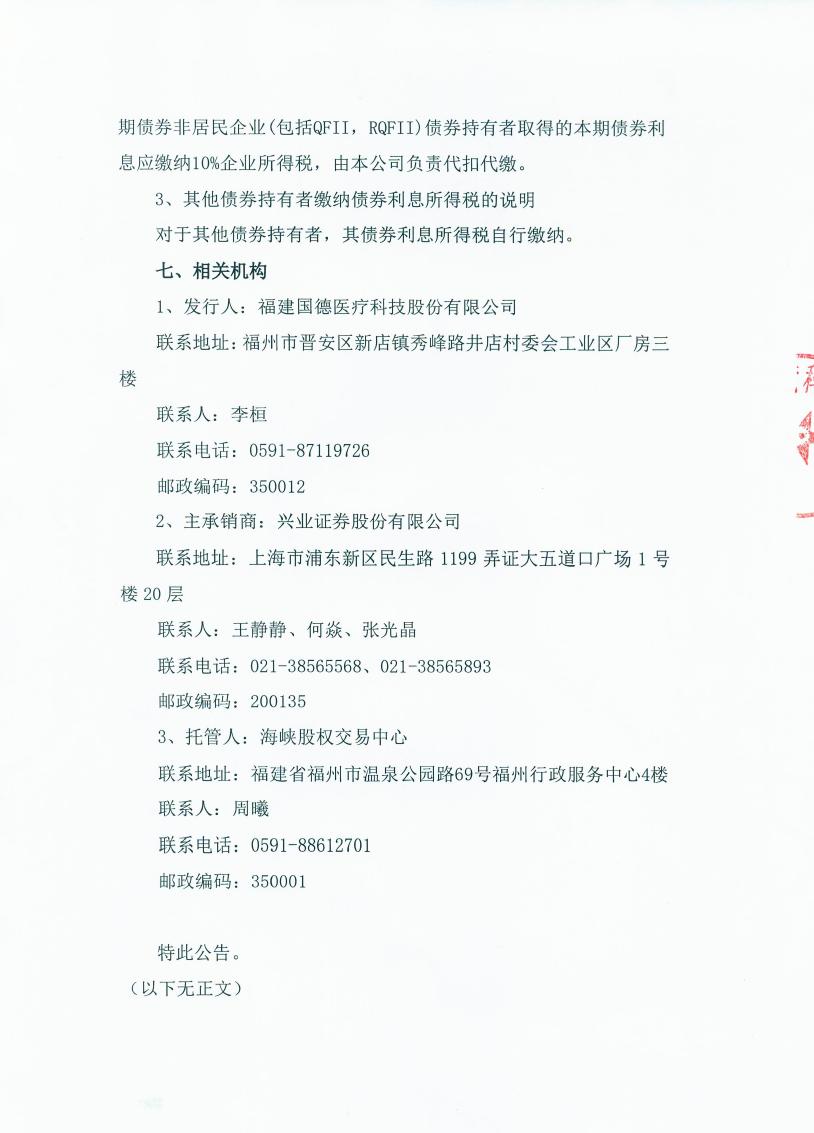 期债券非居民企业(包括QFII，RQFII)债券持有者取得的本期债券利
息应缴纳10%企业所得税，由本公司负责代扣代缴。
3、其他债券持有者缴纳债券利息所得税的说明
对于其他债券持有者，其债券利息所得税自行缴纳。
七、相关机构
1、发行人：福建国德医疗科技股份有限公司
联系地址：福州市晋安区新店镇秀峰路井店村委会工业区厂房三
楼
联系人：李桓
联系电话：0591-87119726
邮政编码：350012
2、主承销商：兴业证券股份有限公司
联系地址：上海市浦东新区民生路 1199 弄证大五道口广场 1 号
楼 20 层
联系人：王静静、何焱、张光晶
联系电话：021-38565568、021-38565893
邮政编码：200135
3、托管人：海峡股权交易中心
联系地址：福建省福州市温泉公园路69号福州行政服务中心4楼
联系人：周曦
联系电话：0591-88612701
邮政编码：350001
特此公告。
（以下无正文）